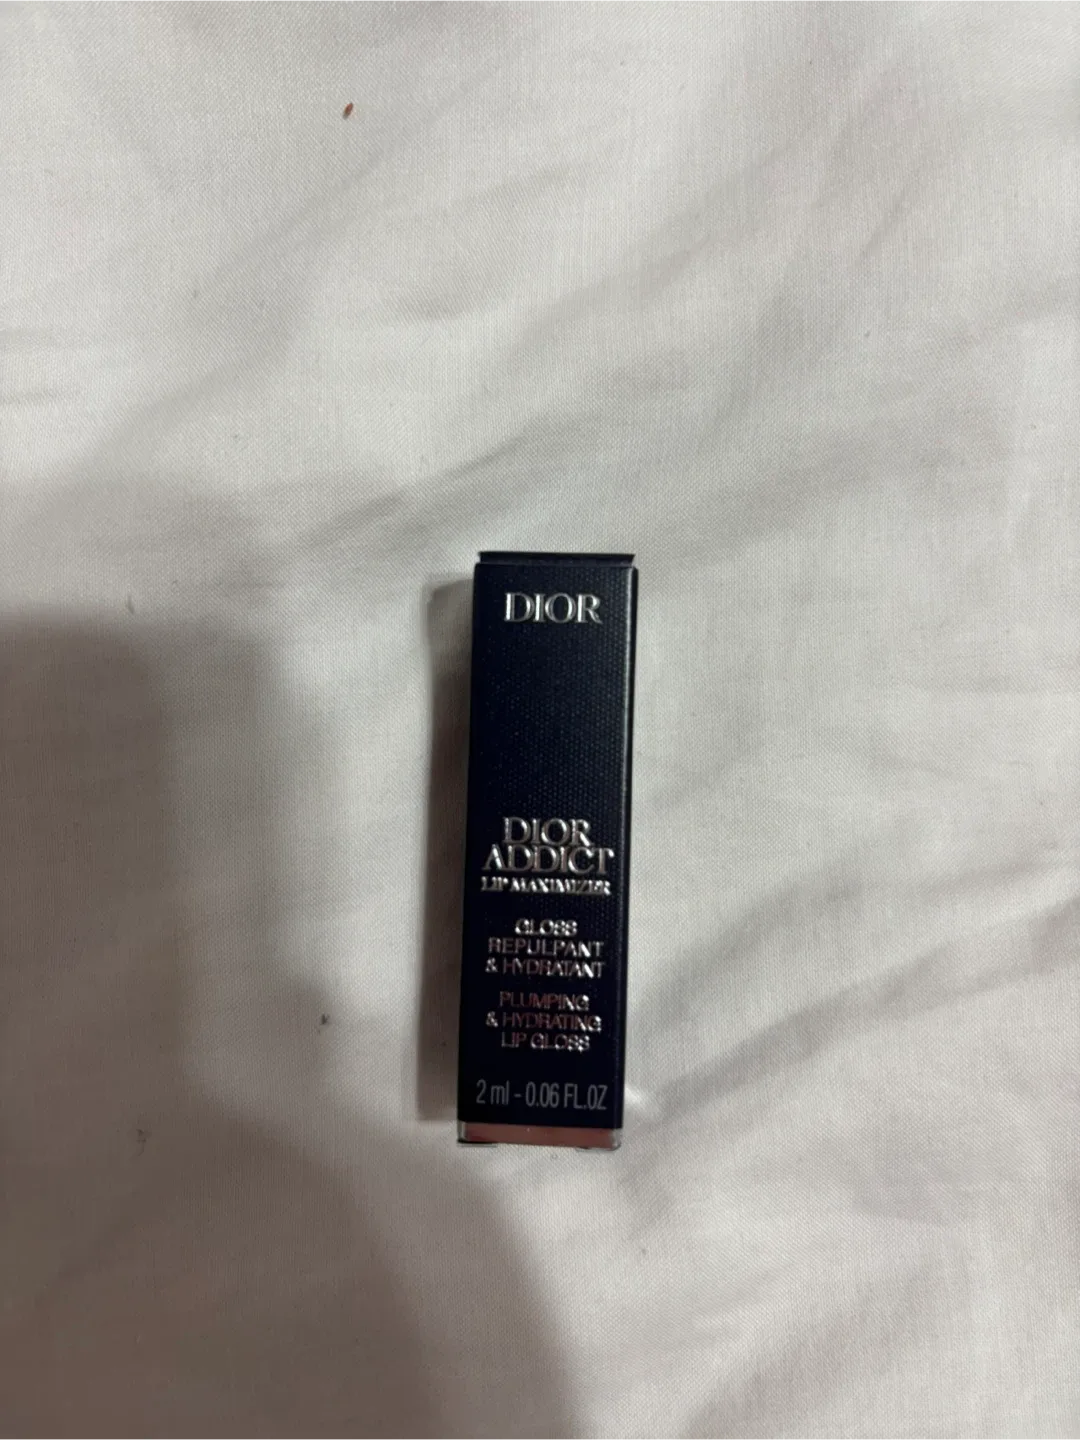 DIOR
DIOR
ADDICT
LIP MAXIMIZER
GLOSS
REPULPANT
& HYDRATANT
PLUMPING
& HYDRATING
LIP GLOSS
2 ml - 0.06 FL.OZ